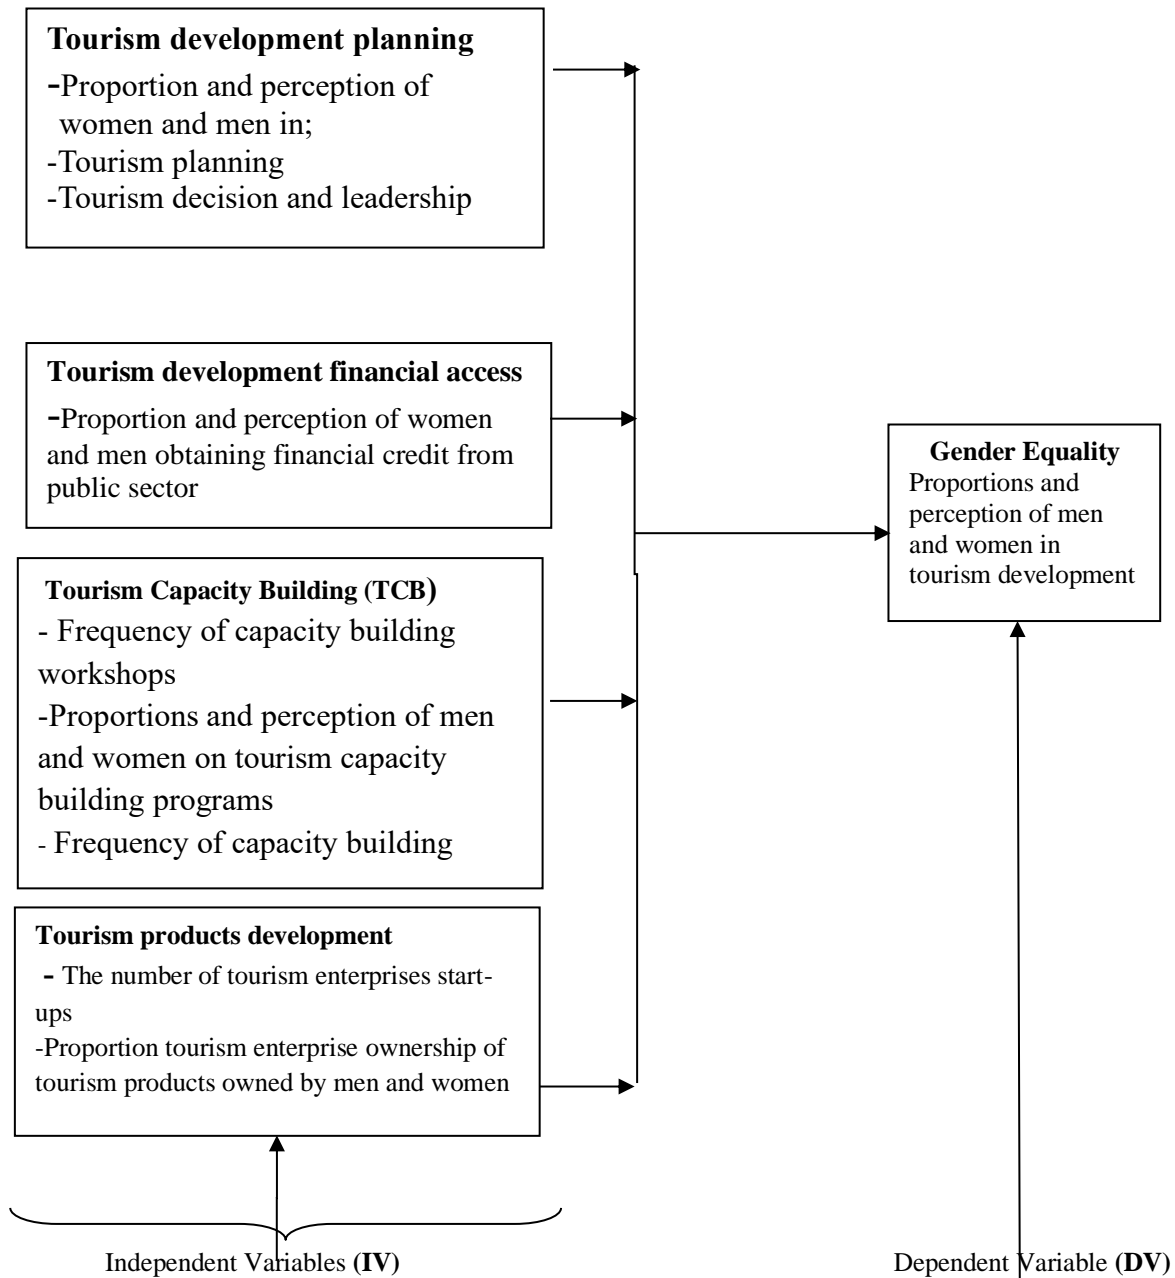 Tourism development planning
-Proportion and perception of
women and men in;
-Tourism planning
-Tourism decision and leadership
Tourism development financial access
-Proportion and perception of women
and men obtaining financial credit from
public sector
Gender Equality
Proportions and
perception of men
and women in
tourism development
Tourism Capacity Building (TCB)
- Frequency of capacity building
workshops
-Proportions and perception of men
and women on tourism capacity
building programs
- Frequency of capacity building
Tourism products development
- The number of tourism enterprises start-
ups
-Proportion tourism enterprise ownership of
tourism products owned by men and women
Independent Variables (IV)
Dependent Variable (DV)